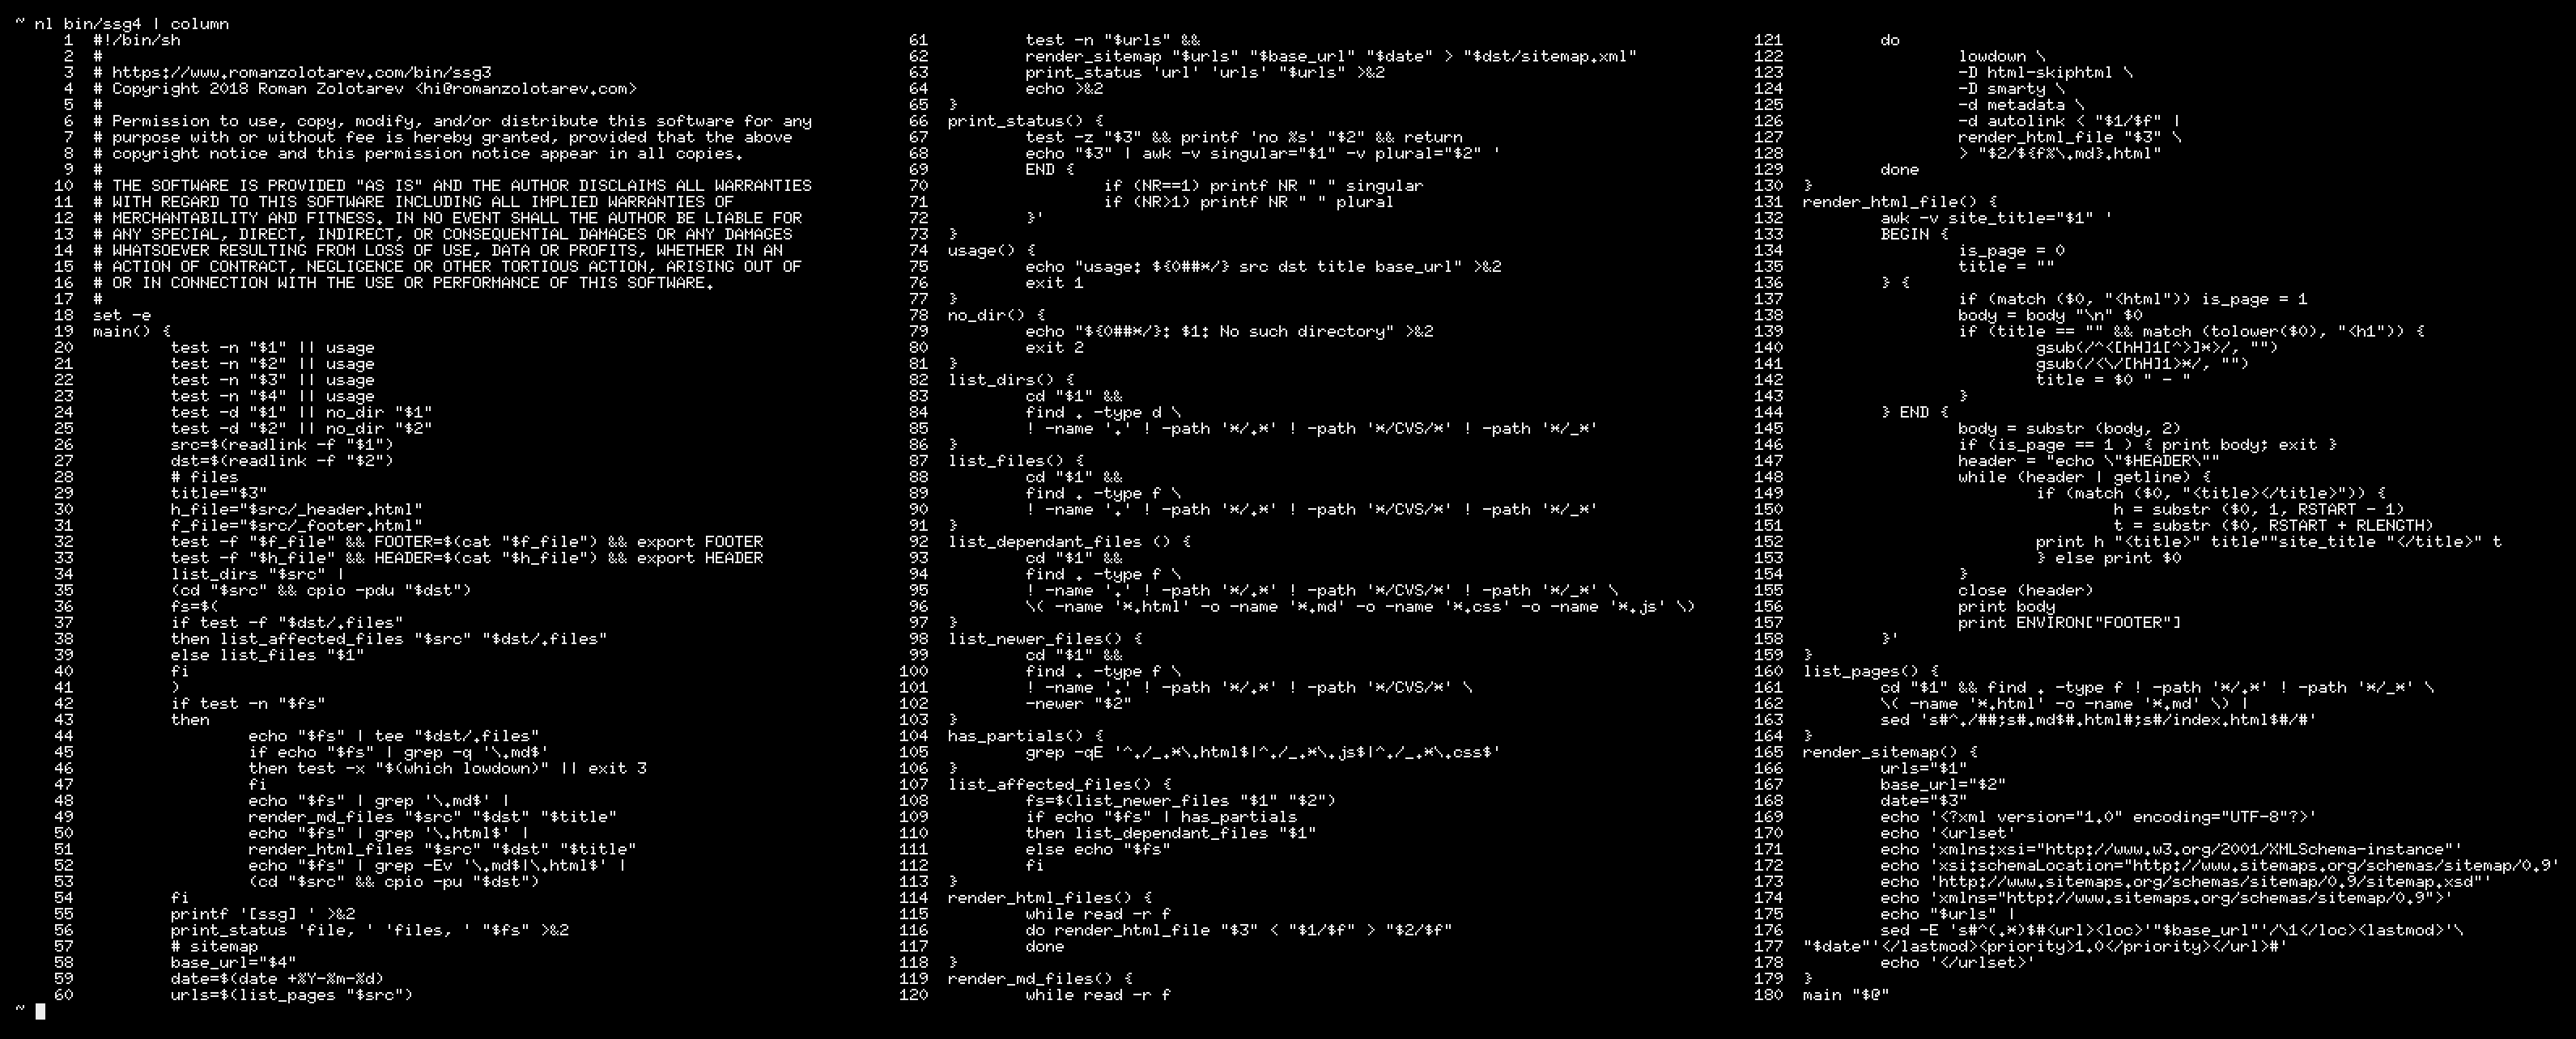 ~ nl bin/ssg4 | column
1 #!/bin/sh
2 #
3 # https://www.romanzolotarev.com/bin/ssg3
4 # Copyright 2018 Roman Zolotarev <hi@romanzolotarev.com>
5 #
6 # Permission to use, copy, modify, and/or distribute this software for any
7 # purpose with or without fee is hereby granted, provided that the above
8 # copyright notice and this permission notice appear in all copies.
9 #
10 # THE SOFTWARE IS PROVIDED "AS IS" AND THE AUTHOR DISCLAIMS ALL WARRANTIES
11 # WITH REGARD TO THIS SOFTWARE INCLUDING ALL IMPLIED WARRANTIES OF
12 # MERCHANTABILITY AND FITNESS. IN NO EVENT SHALL THE AUTHOR BE LIABLE FOR
13 # ANY SPECIAL, DIRECT, INDIRECT, OR CONSEQUENTIAL DAMAGES OR ANY DAMAGES
14 # WHATSOEVER RESULTING FROM LOSS OF USE, DATA OR PROFITS, WHETHER IN AN
15 # ACTION OF CONTRACT, NEGLIGENCE OR OTHER TORTIOUS ACTION, ARISING OUT OF
16 # OR IN CONNECTION WITH THE USE OR PERFORMANCE OF THIS SOFTWARE.
17 #
18 set -e
19 main() {
20 test -n "$1" || usage
21 test -n "$2" || usage
22 test -n "$3" || usage
23 test -n "$4" || usage
24 test -d "$1" || no_dir "$1"
25 test -d "$2" || no_dir "$2"
26 src=$(readlink -f "$1")
27 dst=$(readlink -f "$2")
28 # files
29 title="$3"
30 h_file="$src/_header.html"
31 f_file="$src/_footer.html"
32 test -f "$f_file" && FOOTER=$(cat "$f_file") && export FOOTER
33 test -f "$h_file" && HEADER=$(cat "$h_file") && export HEADER
34 list_dirs "$src" |
35 (cd "$src" && cpio -pdu "$dst")
36 fs=$(
37 if test -f "$dst/.files"
38 then list_affected_files "$src" "$dst/.files"
39 else list_files "$1"
40 fi
41 )
42 if test -n "$fs"
43 then
44 echo "$fs" | tee "$dst/.files"
45 if echo "$fs" | grep -q '\.md$'
46 then test -x "$(which lowdown)" || exit 3
47 fi
48 echo "$fs" | grep '\.md$' |
49 render_md_files "$src" "$dst" "$title"
50 echo "$fs" | grep '\.html$' |
51 render_html_files "$src" "$dst" "$title"
52 echo "$fs" | grep -Ev '\.md$|\.html$' |
53 (cd "$src" && cpio -pu "$dst")
54 fi
55 printf '[ssg] ' >&2
56 print_status 'file, ' 'files, ' "$fs" >&2
57 # sitemap
58 base_url="$4"
59 date=$(date +%Y-%m-%d)
60 urls=$(list_pages "$src")
61 test -n "$urls" &&
62 render_sitemap "$urls" "$base_url" "$date" > "$dst/sitemap.xml"
63 print_status 'url' 'urls' "$urls" >&2
64 echo >&2
65 }
66 print_status() {
67 test -z "$3" && printf 'no %s' "$2" && return
68 echo "$3" | awk -v singular="$1" -v plural="$2" '
69 END {
70 if (NR==1) printf NR " " singular
71 if (NR>1) printf NR " " plural
72 }'
73 }
74 usage() {
75 echo "usage: ${0##*/} src dst title base_url" >&2
76 exit 1
77 }
78 no_dir() {
79 echo "${0##*/}: $1: No such directory" >&2
80 exit 2
81 }
82 list_dirs() {
83 cd "$1" &&
84 find . -type d \
85 ! -name '.' ! -path '*/.*' ! -path '*/CVS/*' ! -path '*/_*'
86 }
87 list_files() {
88 cd "$1" &&
89 find . -type f \
90 ! -name '.' ! -path '*/.*' ! -path '*/CVS/*' ! -path '*/_*'
91 }
92 list_dependant_files () {
93 cd "$1" &&
94 find . -type f \
95 ! -name '.' ! -path '*/.*' ! -path '*/CVS/*' ! -path '*/_*' \
96 \( -name '*.html' -o -name '*.md' -o -name '*.css' -o -name '*.js' \)
97 }
98 list_newer_files() {
99 cd "$1" &&
100 find . -type f \
101 ! -name '.' ! -path '*/.*' ! -path '*/CVS/*' \
102 -newer "$2"
103 }
104 has_partials() {
105 grep -qE '^./_.*\.html$|^./_.*\.js$|^./_.*\.css$'
106 }
107 list_affected_files() {
108 fs=$(list_newer_files "$1" "$2")
109 if echo "$fs" | has_partials
110 then list_dependant_files "$1"
111 else echo "$fs"
112 fi
113 }
114 render_html_files() {
115 while read -r f
116 do render_html_file "$3" < "$1/$f" > "$2/$f"
117 done
118 }
119 render_md_files() {
120 while read -r f
121 do
122 lowdown \
123 -D html-skiphtml \
124 -D smarty \
125 -d metadata \
126 -d autolink < "$1/$f" |
127 render_html_file "$3" \
128 > "$2/${f%\.md}.html"
129 done
130 }
131 render_html_file() {
132 awk -v site_title="$1" '
133 BEGIN {
134 is_page = 0
135 title = ""
136 } {
137 if (match ($0, "<html")) is_page = 1
138 body = body "\n" $0
139 if (title == "" && match (tolower($0), "<h1")) {
140 gsub(/^<[hH]1[^>]*>/, "")
141 gsub(/<\/[hH]1>*/, "")
142 title = $0 " - "
143 }
144 } END {
145 body = substr (body, 2)
146 if (is_page == 1 ) { print body; exit }
147 header = "echo \"$HEADER\""
148 while (header | getline) {
149 if (match ($0, "<title></title>")) {
150 h = substr ($0, 1, RSTART - 1)
151 t = substr ($0, RSTART + RLENGTH)
152 print h "<title>" title""site_title "</title>" t
153 } else print $0
154 }
155 close (header)
156 print body
157 print ENVIRON["FOOTER"]
158 }'
159 }
160 list_pages() {
161 cd "$1" && find . -type f ! -path '*/.*' ! -path '*/_*' \
162 \( -name '*.html' -o -name '*.md' \) |
163 sed 's#^./##;s#.md$#.html#;s#/index.html$#/#'
164 }
165 render_sitemap() {
166 urls="$1"
167 base_url="$2"
168 date="$3"
169 echo '<?xml version="1.0" encoding="UTF-8"?>'
170 echo '<urlset'
171 echo 'xmlns:xsi="http://www.w3.org/2001/XMLSchema-instance"'
172 echo 'xsi:schemaLocation="http://www.sitemaps.org/schemas/sitemap/0.9'
173 echo 'http://www.sitemaps.org/schemas/sitemap/0.9/sitemap.xsd"'
174 echo 'xmlns="http://www.sitemaps.org/schemas/sitemap/0.9">'
175 echo "$urls" |
176 sed -E 's#^(.*)$#<url><loc>'"$base_url"'/\1</loc><lastmod>'\
177 "$date"'</lastmod><priority>1.0</priority></url>#'
178 echo '</urlset>'
179 }
180 main "$@"
~